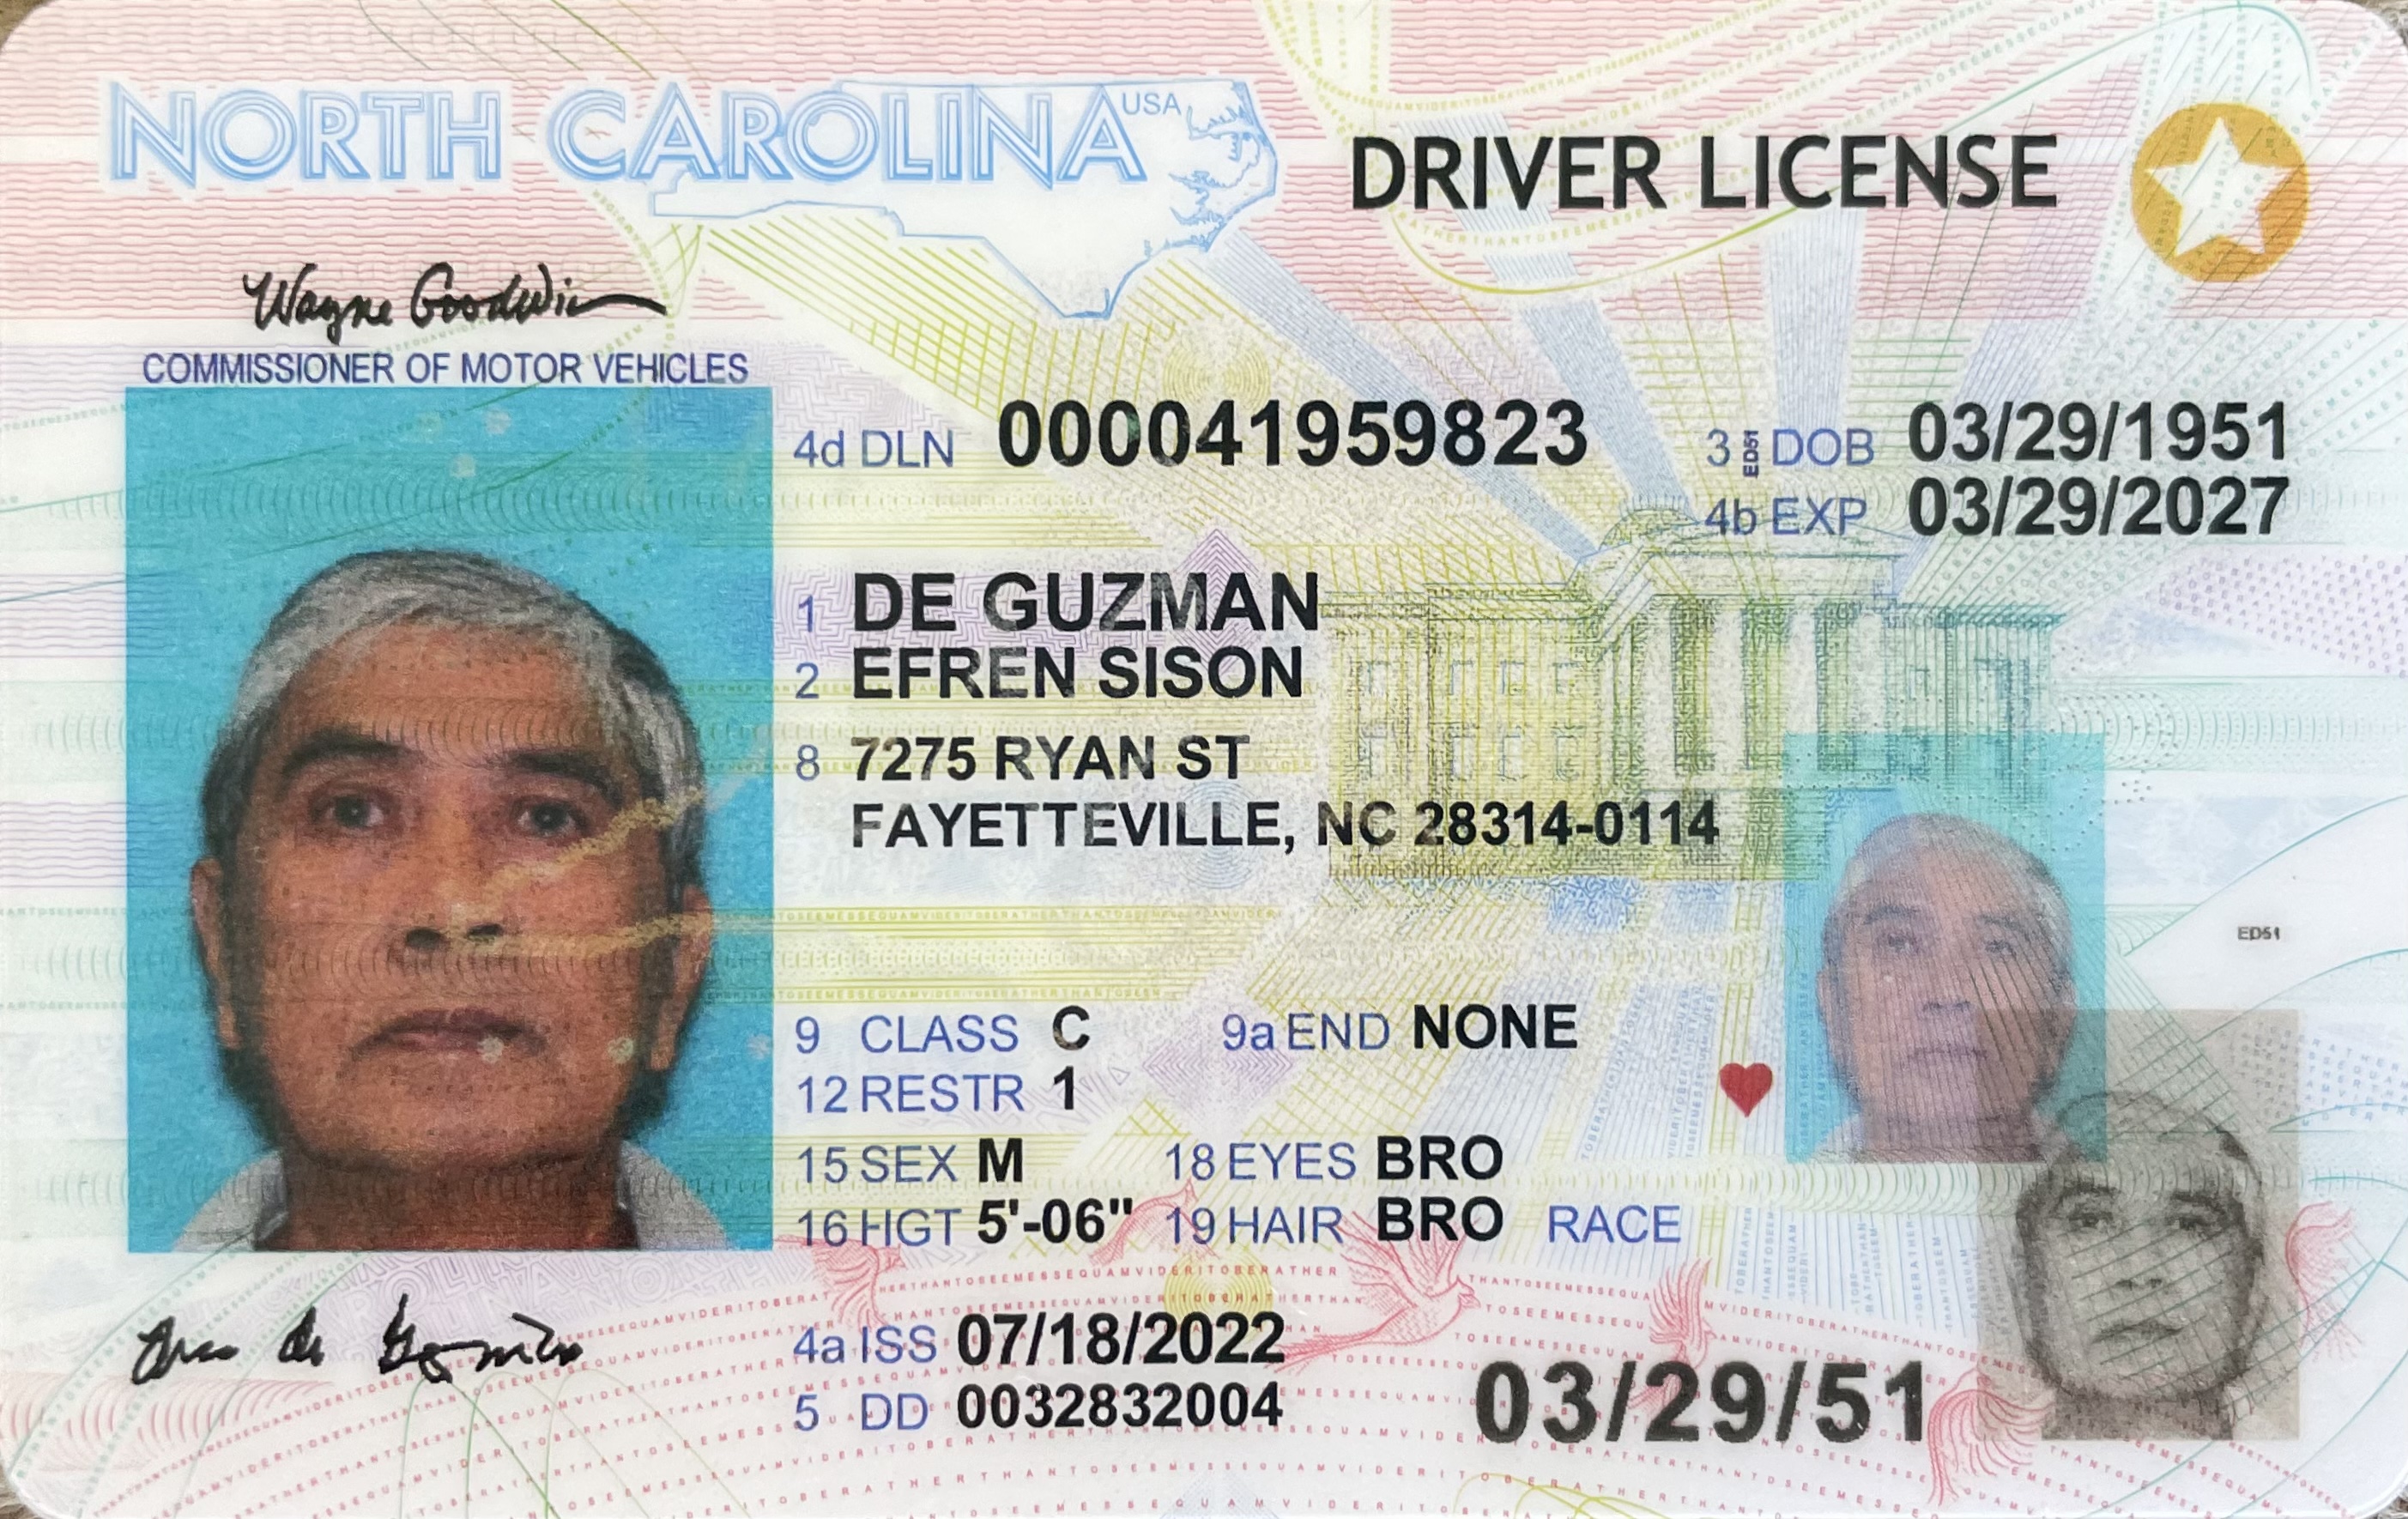 NORTH CAROLINA USA
DRIVER LICENSE
Wayne Goodwin
COMMISSIONER OF MOTOR VEHICLES
4d DLN 000041959823
3 DOB 03/29/1951
ED51
4b EXP 03/29/2027
1 DE GUZMAN
2 EFREN SISON
8 7275 RYAN ST
FAYETTEVILLE, NC 28314-0114
ED51
9 CLASS C 9a END NONE
12 RESTR 1
15 SEX M 18 EYES BRO
16 HGT 5'-06" 19 HAIR BRO RACE
4a ISS 07/18/2022
5 DD 0032832004
03/29/51